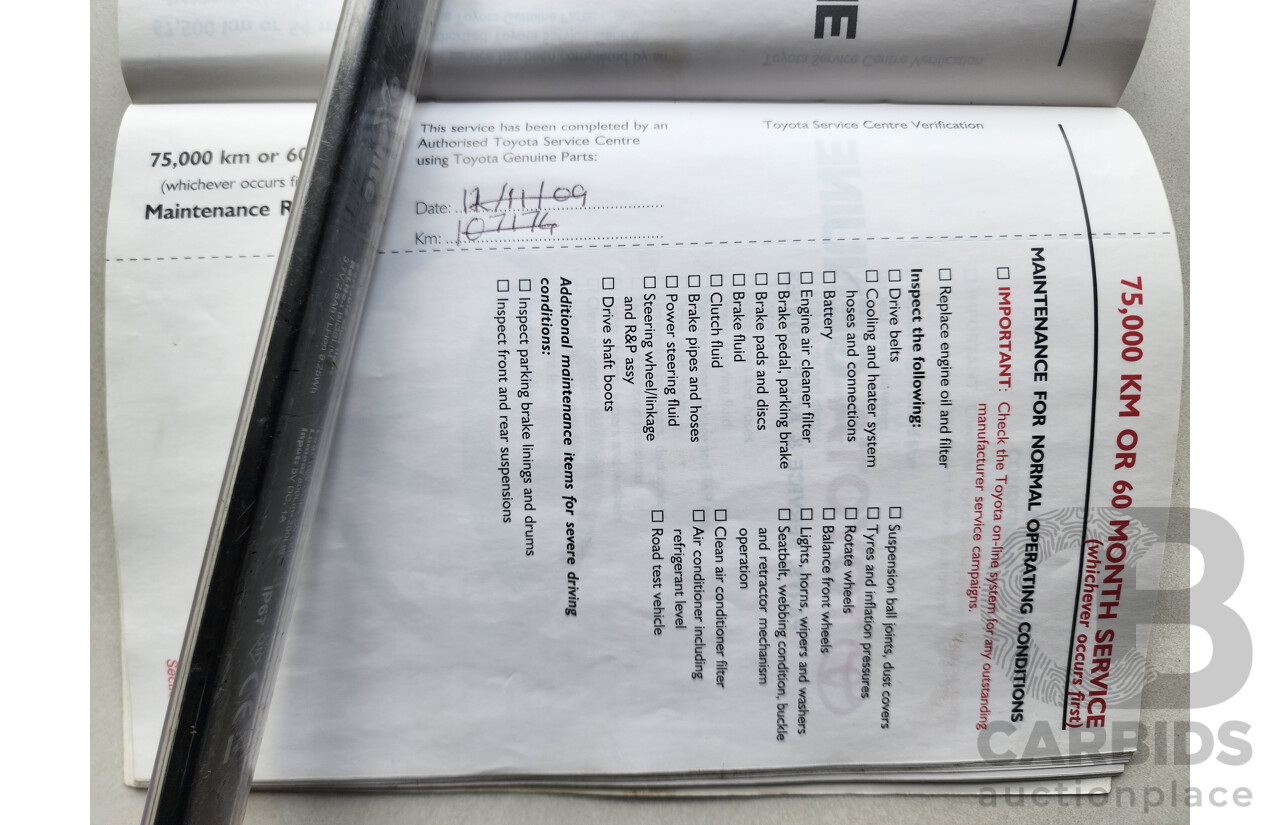 Toyota Service Centre Verification
This service has been completed by an
Authorised Toyota Service Centre
using Toyota Genuine Parts:
Date: 12/11/09
Km: 107174
75,000 km or 60
(whichever occurs
Maintenance R
75,000 KM OR 60 MONTH SERVICE
(whichever occurs first)
MAINTENANCE FOR NORMAL OPERATING CONDITIONS
☐ IMPORTANT: Check the Toyota on-line system for any outstanding
manufacturer service campaigns.
☐ Replace engine oil and filter
Inspect the following:
☐ Drive belts
☐ Cooling and heater system
hoses and connections
☐ Battery
☐ Engine air cleaner filter
☐ Brake pedal, parking brake
☐ Brake pads and discs
☐ Brake fluid
☐ Clutch fluid
☐ Brake pipes and hoses
☐ Power steering fluid
☐ Steering wheel/linkage
and R&P assy
☐ Drive shaft boots
☐ Suspension ball joints, dust covers
☐ Tyres and inflation pressures
☐ Rotate wheels
☐ Balance front wheels
☐ Lights, horns, wipers and washers
☐ Seatbelt, webbing condition, buckle
and retractor mechanism
operation
☐ Clean air conditioner filter
☐ Air conditioner including
refrigerant level
☐ Road test vehicle
Additional maintenance items for severe driving
conditions:
☐ Inspect parking brake linings and drums
☐ Inspect front and rear suspensions
IP67
CARBIDS
auctionplace